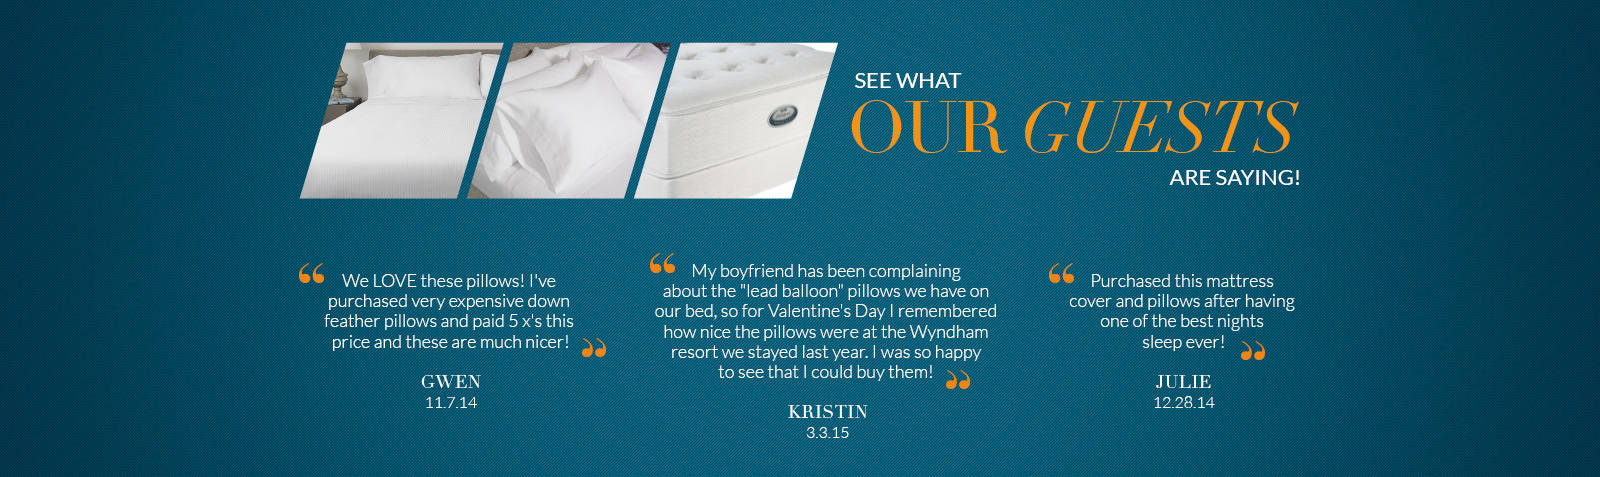 SEE WHAT
OUR GUESTS
ARE SAYING!
“ We LOVE these pillows! I've
purchased very expensive down
feather pillows and paid 5 x's this
price and these are much nicer! ”
GWEN
11.7.14
“ My boyfriend has been complaining
about the "lead balloon" pillows we have on
our bed, so for Valentine's Day I remembered
how nice the pillows were at the Wyndham
resort we stayed last year. I was so happy
to see that I could buy them! ”
KRISTIN
3.3.15
“ Purchased this mattress
cover and pillows after having
one of the best nights
sleep ever! ”
JULIE
12.28.14